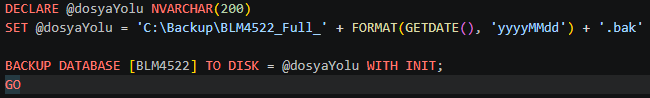 DECLARE @dosyaYolu NVARCHAR(200)
SET @dosyaYolu = 'C:\Backup\BLM4522_Full_' + FORMAT(GETDATE(), 'yyyyMMdd') + '.bak'
BACKUP DATABASE [BLM4522] TO DISK = @dosyaYolu WITH INIT;
GO